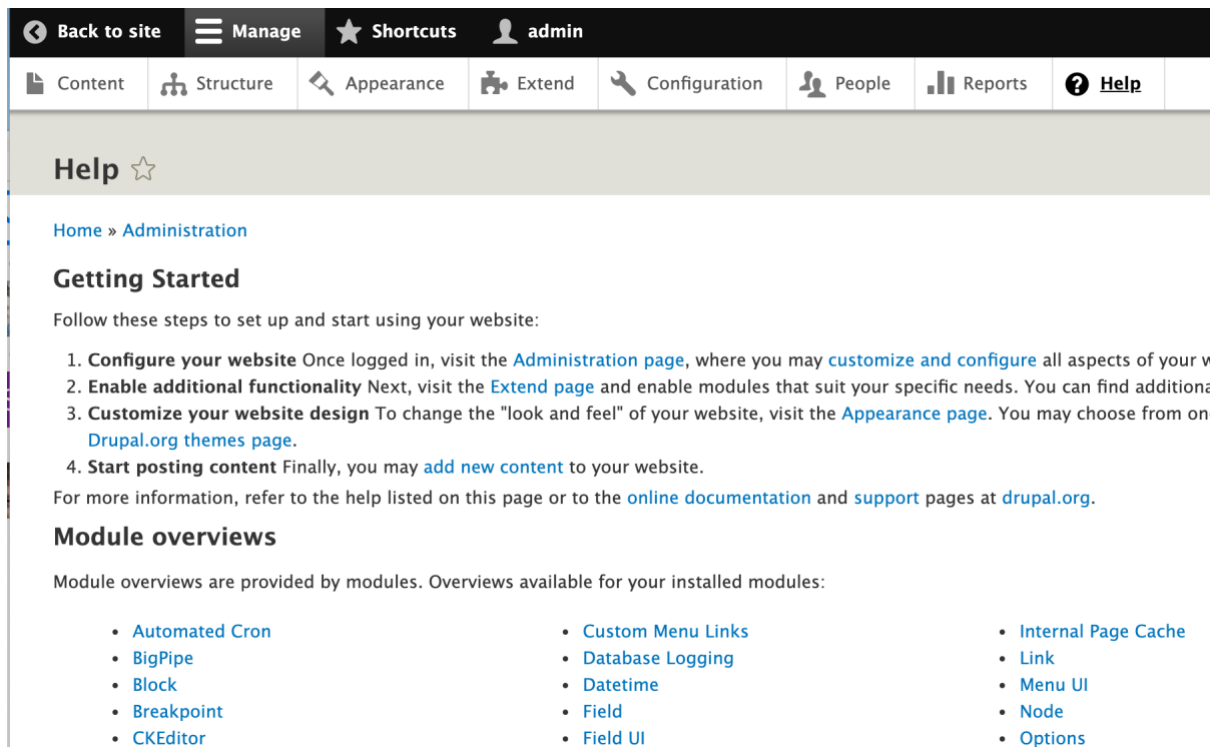 Back to site Manage Shortcuts admin
Content Structure Appearance Extend Configuration People Reports Help
Help
Home » Administration
Getting Started
Follow these steps to set up and start using your website:
1. Configure your website Once logged in, visit the Administration page, where you may customize and configure all aspects of your
2. Enable additional functionality Next, visit the Extend page and enable modules that suit your specific needs. You can find
3. Customize your website design To change the "look and feel" of your website, visit the Appearance page. You may choose from
Drupal.org themes page.
4. Start posting content Finally, you may add new content to your website.
For more information, refer to the help listed on this page or to the online documentation and support pages at drupal.org.
Module overviews
Module overviews are provided by modules. Overviews available for your installed modules:
• Automated Cron
• BigPipe
• Block
• Breakpoint
• CKEditor
• Custom Menu Links
• Database Logging
• Datetime
• Field
• Field UI
• Internal Page Cache
• Link
• Menu UI
• Node
• Options